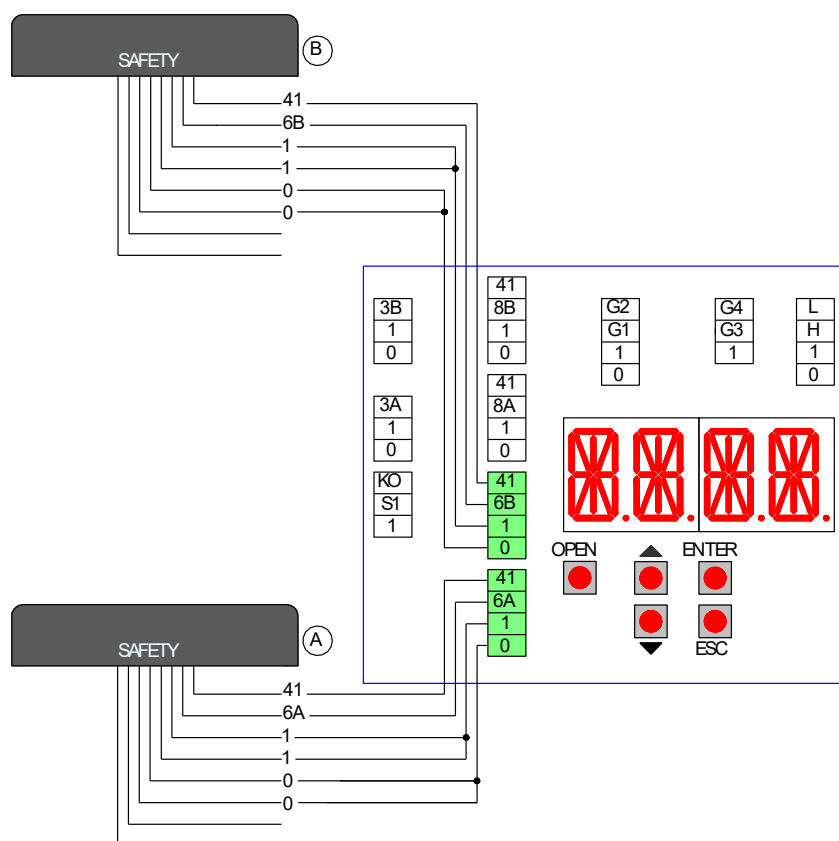 B
SAFETY
41
6B
1
1
0
0
41
8B
1
0
3B
1
0
G2
G1
1
0
G4
G3
1
L
H
1
0
41
8A
1
0
3A
1
0
KO
S1
1
41
6B
1
0
OPEN
ENTER
41
6A
1
0
ESC
A
SAFETY
41
6A
1
1
0
0